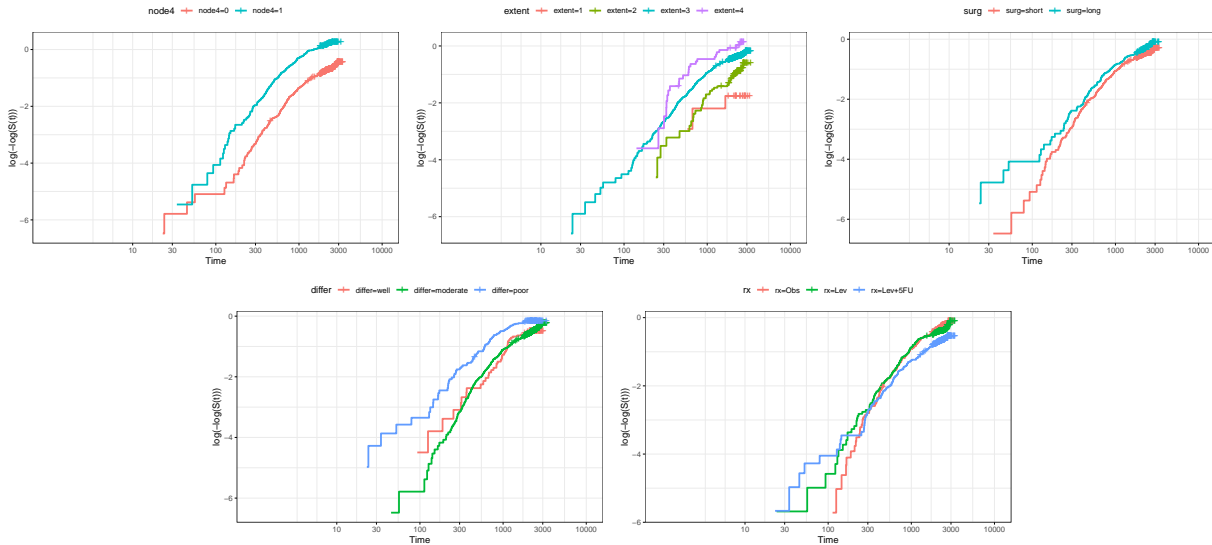 node4 node4=0 node4=1
log(−log(S(t)))
0
−2
−4
−6
10 30 100 300 1000 3000 10000
Time
extent extent=1 extent=2 extent=3 extent=4
log(−log(S(t)))
0
−2
−4
−6
10 30 100 300 1000 3000 10000
Time
surg surg=short surg=long
log(−log(S(t)))
0
−2
−4
−6
10 30 100 300 1000 3000 10000
Time
differ differ=well differ=moderate differ=poor
log(−log(S(t)))
0
−2
−4
−6
10 30 100 300 1000 3000 10000
Time
rx rx=Obs rx=Lev rx=Lev+5FU
log(−log(S(t)))
0
−2
−4
−6
10 30 100 300 1000 3000 10000
Time